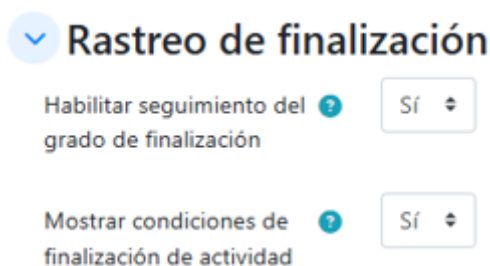 Rastreo de finalización
Habilitar seguimiento del ? Sí
grado de finalización
Mostrar condiciones de ? Sí
finalización de actividad